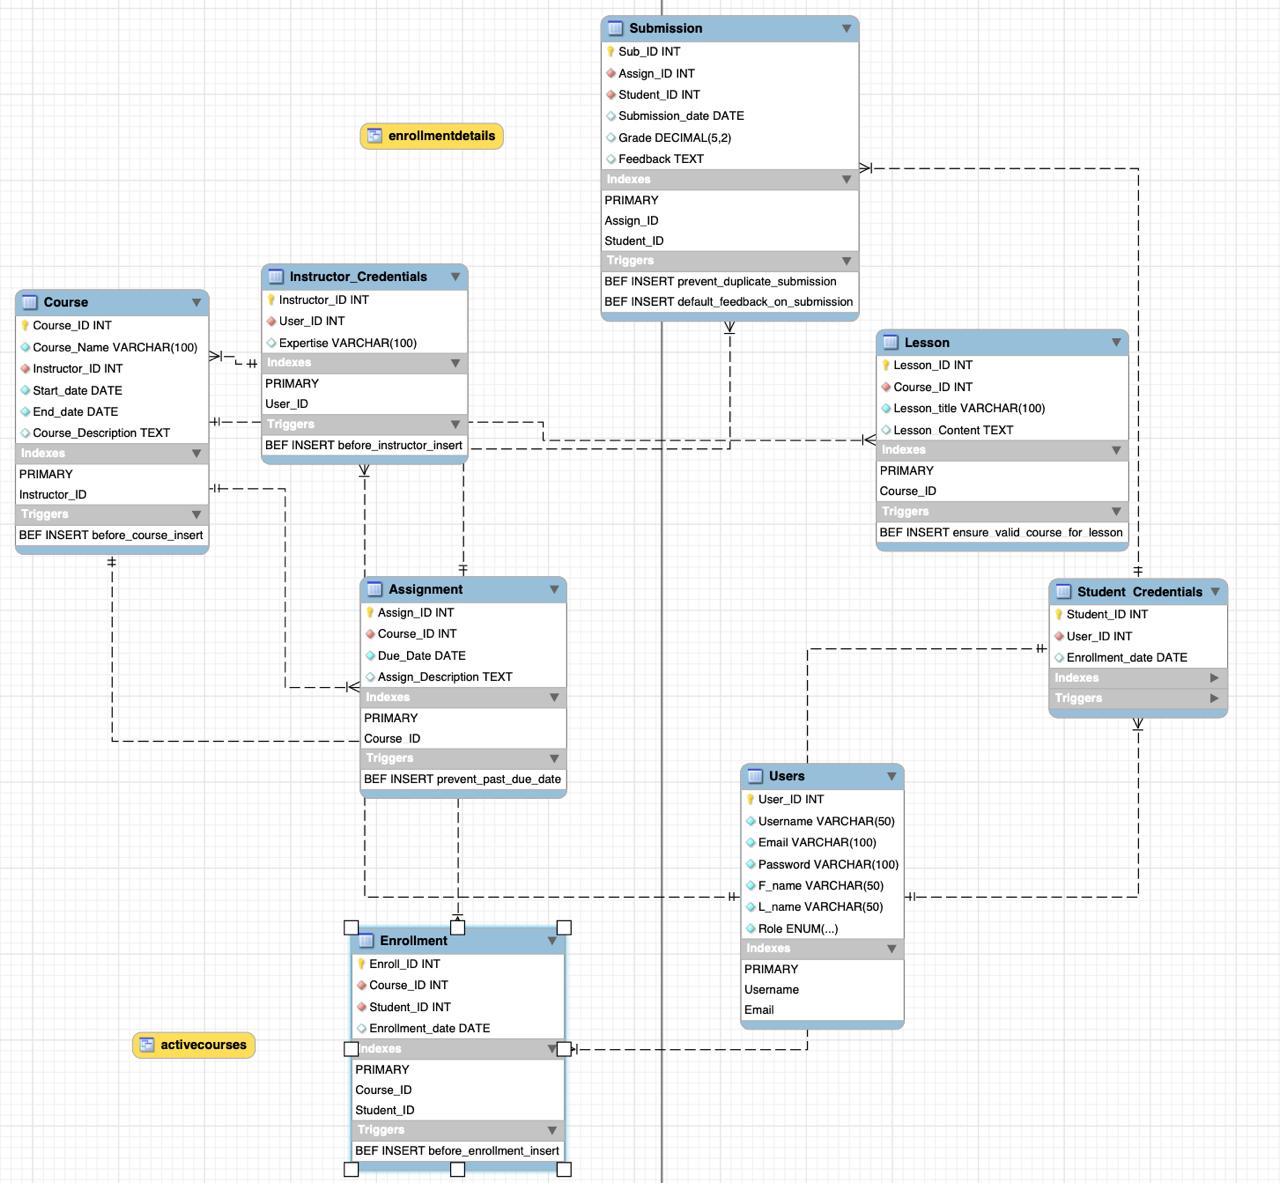 Submission
Sub_ID INT
Assign_ID INT
Student_ID INT
Submission_date DATE
Grade DECIMAL(5,2)
Feedback TEXT
Indexes
PRIMARY
Assign_ID
Student_ID
Triggers
BEF INSERT prevent_duplicate_submission
BEF INSERT default_feedback_on_submission
enrollmentdetails
Instructor_Credentials
Instructor_ID INT
User_ID INT
Expertise VARCHAR(100)
Indexes
PRIMARY
User_ID
Triggers
BEF INSERT before_instructor_insert
Course
Course_ID INT
Course_Name VARCHAR(100)
Instructor_ID INT
Start_date DATE
End_date DATE
Course_Description TEXT
Indexes
PRIMARY
Instructor_ID
Triggers
BEF INSERT before_course_insert
Lesson
Lesson_ID INT
Course_ID INT
Lesson_title VARCHAR(100)
Lesson_Content TEXT
Indexes
PRIMARY
Course_ID
Triggers
BEF INSERT ensure_valid_course_for_lesson
Assignment
Assign_ID INT
Course_ID INT
Due_Date DATE
Assign_Description TEXT
Indexes
PRIMARY
Course_ID
Triggers
BEF INSERT prevent_past_due_date
Student_Credentials
Student_ID INT
User_ID INT
Enrollment_date DATE
Indexes
Triggers
Users
User_ID INT
Username VARCHAR(50)
Email VARCHAR(100)
Password VARCHAR(100)
F_name VARCHAR(50)
L_name VARCHAR(50)
Role ENUM(...)
Indexes
PRIMARY
Username
Email
Enrollment
Enroll_ID INT
Course_ID INT
Student_ID INT
Enrollment_date DATE
Indexes
PRIMARY
Course_ID
Student_ID
Triggers
BEF INSERT before_enrollment_insert
activecourses